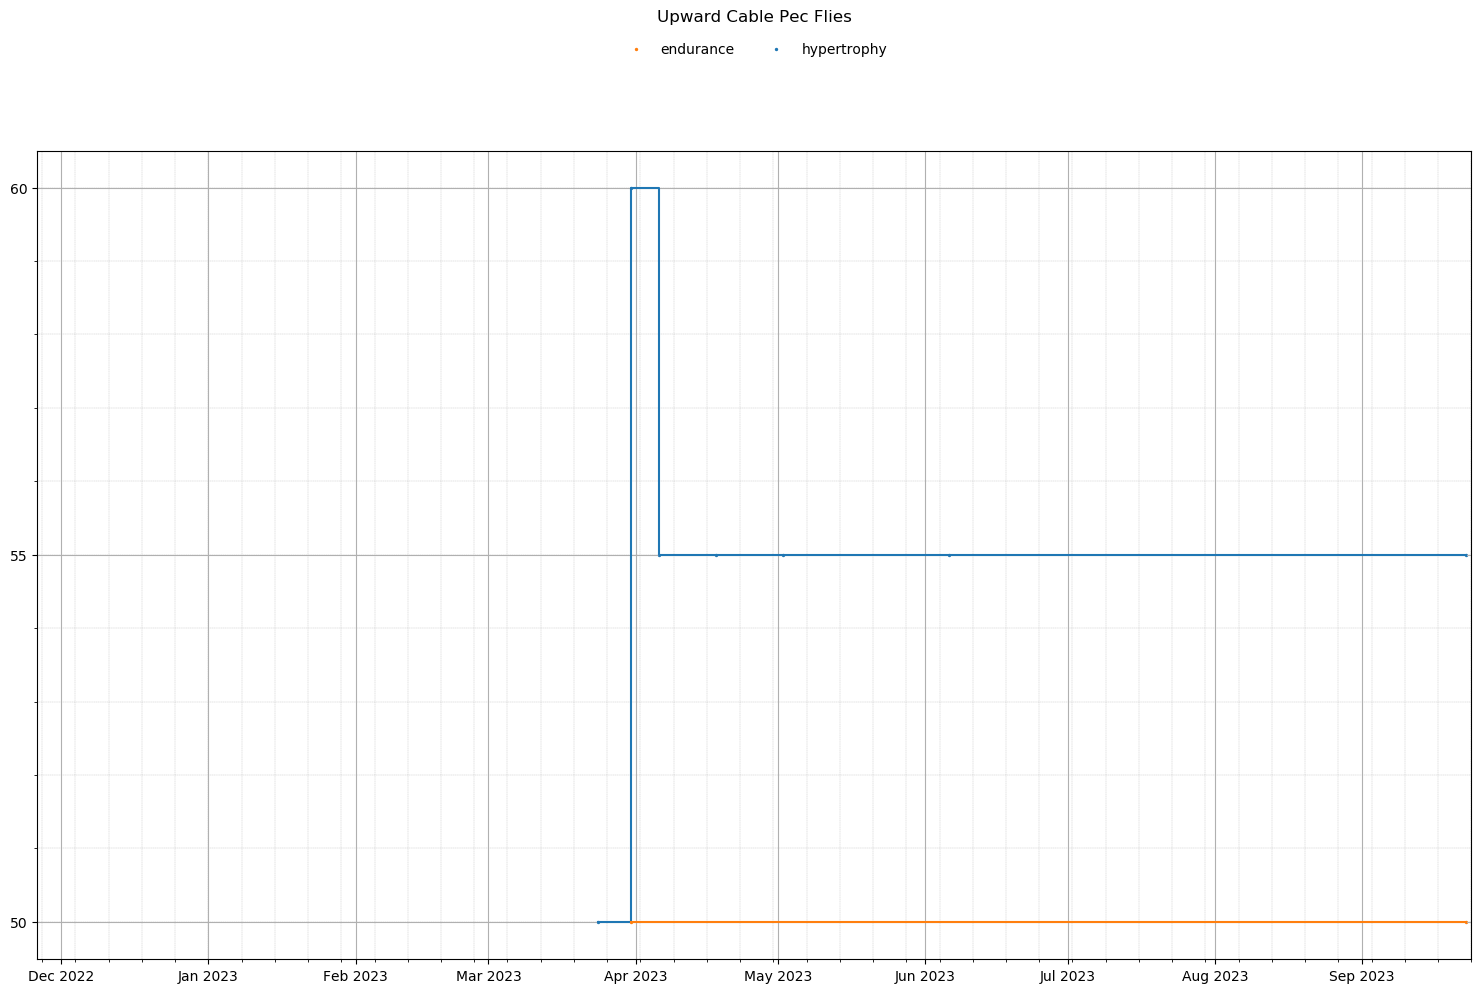 Upward Cable Pec Flies
endurance hypertrophy
60
55
50
Dec 2022 Jan 2023 Feb 2023 Mar 2023 Apr 2023 May 2023 Jun 2023 Jul 2023 Aug 2023 Sep 2023